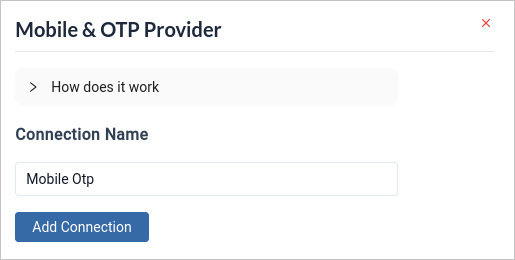 Mobile & OTP Provider
How does it work
Connection Name
Mobile Otp
Add Connection